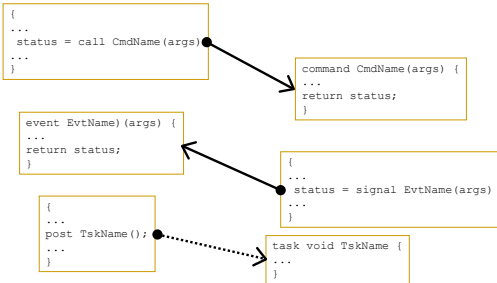 {
...
status = call CmdName(args)
...
}
command CmdName(args) {
...
return status;
}
event EvtName)(args) {
...
return status;
}
{
...
status = signal EvtName(args)
...
}
{
...
post TskName();
...
}
task void TskName {
...
}